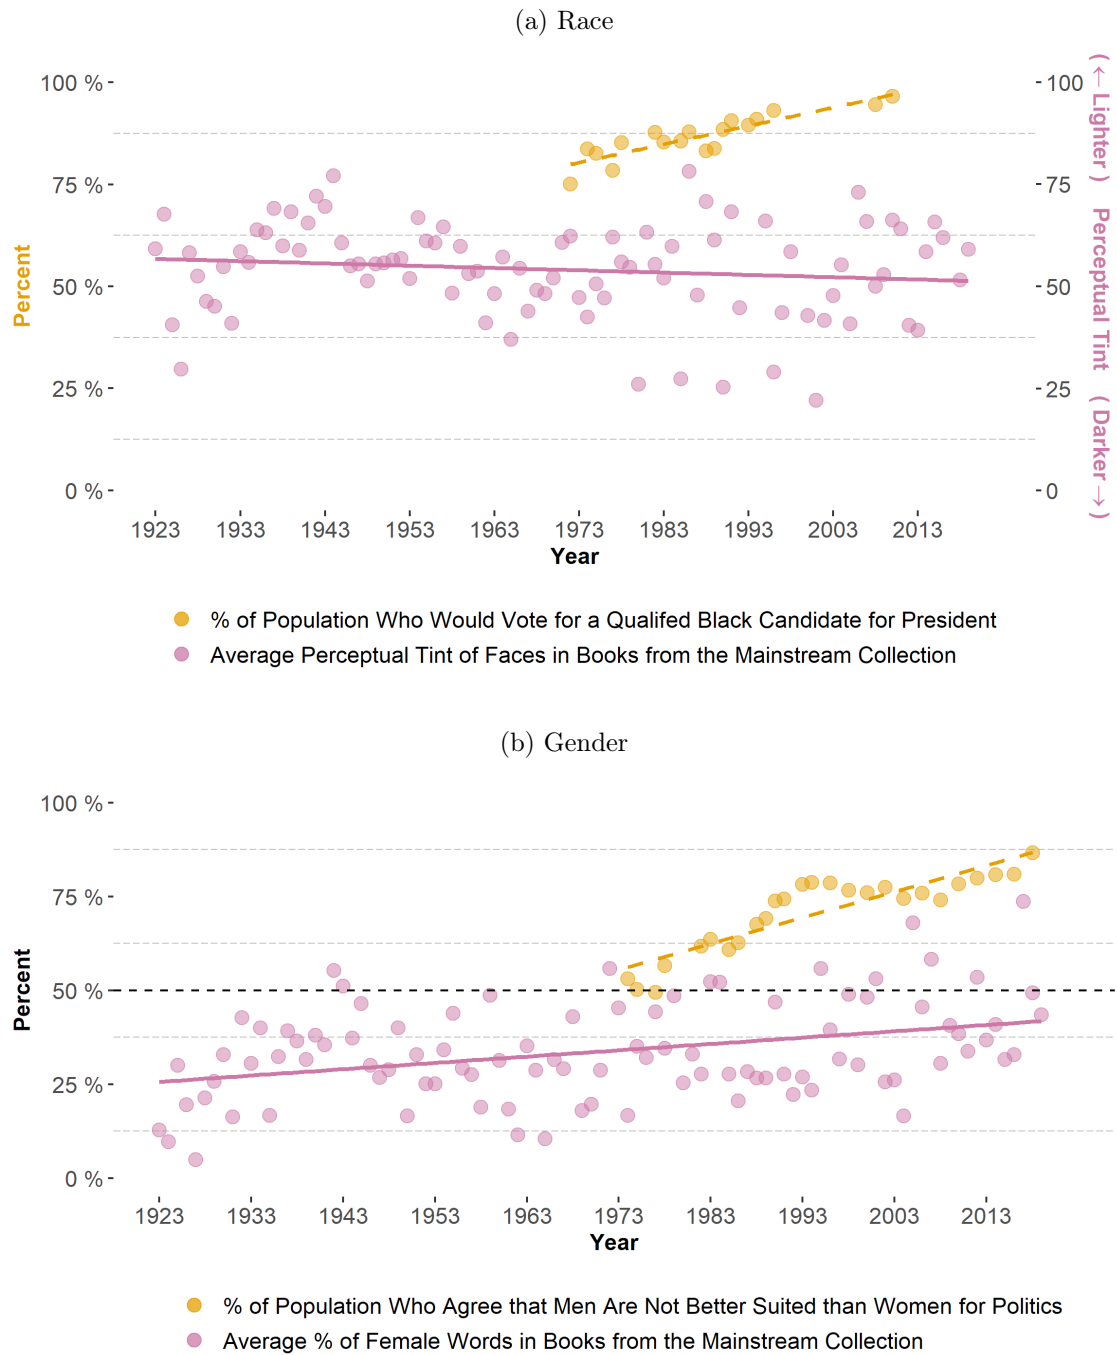 (a) Race
100 %
75 %
50 %
25 %
0 %
Percent
100
75
50
25
0
(← Lighter )   Perceptual Tint   ( Darker →)
1923 1933 1943 1953 1963 1973 1983 1993 2003 2013
Year
% of Population Who Would Vote for a Qualifed Black Candidate for President
Average Perceptual Tint of Faces in Books from the Mainstream Collection
(b) Gender
100 %
75 %
50 %
25 %
0 %
Percent
1923 1933 1943 1953 1963 1973 1983 1993 2003 2013
Year
% of Population Who Agree that Men Are Not Better Suited than Women for Politics
Average % of Female Words in Books from the Mainstream Collection